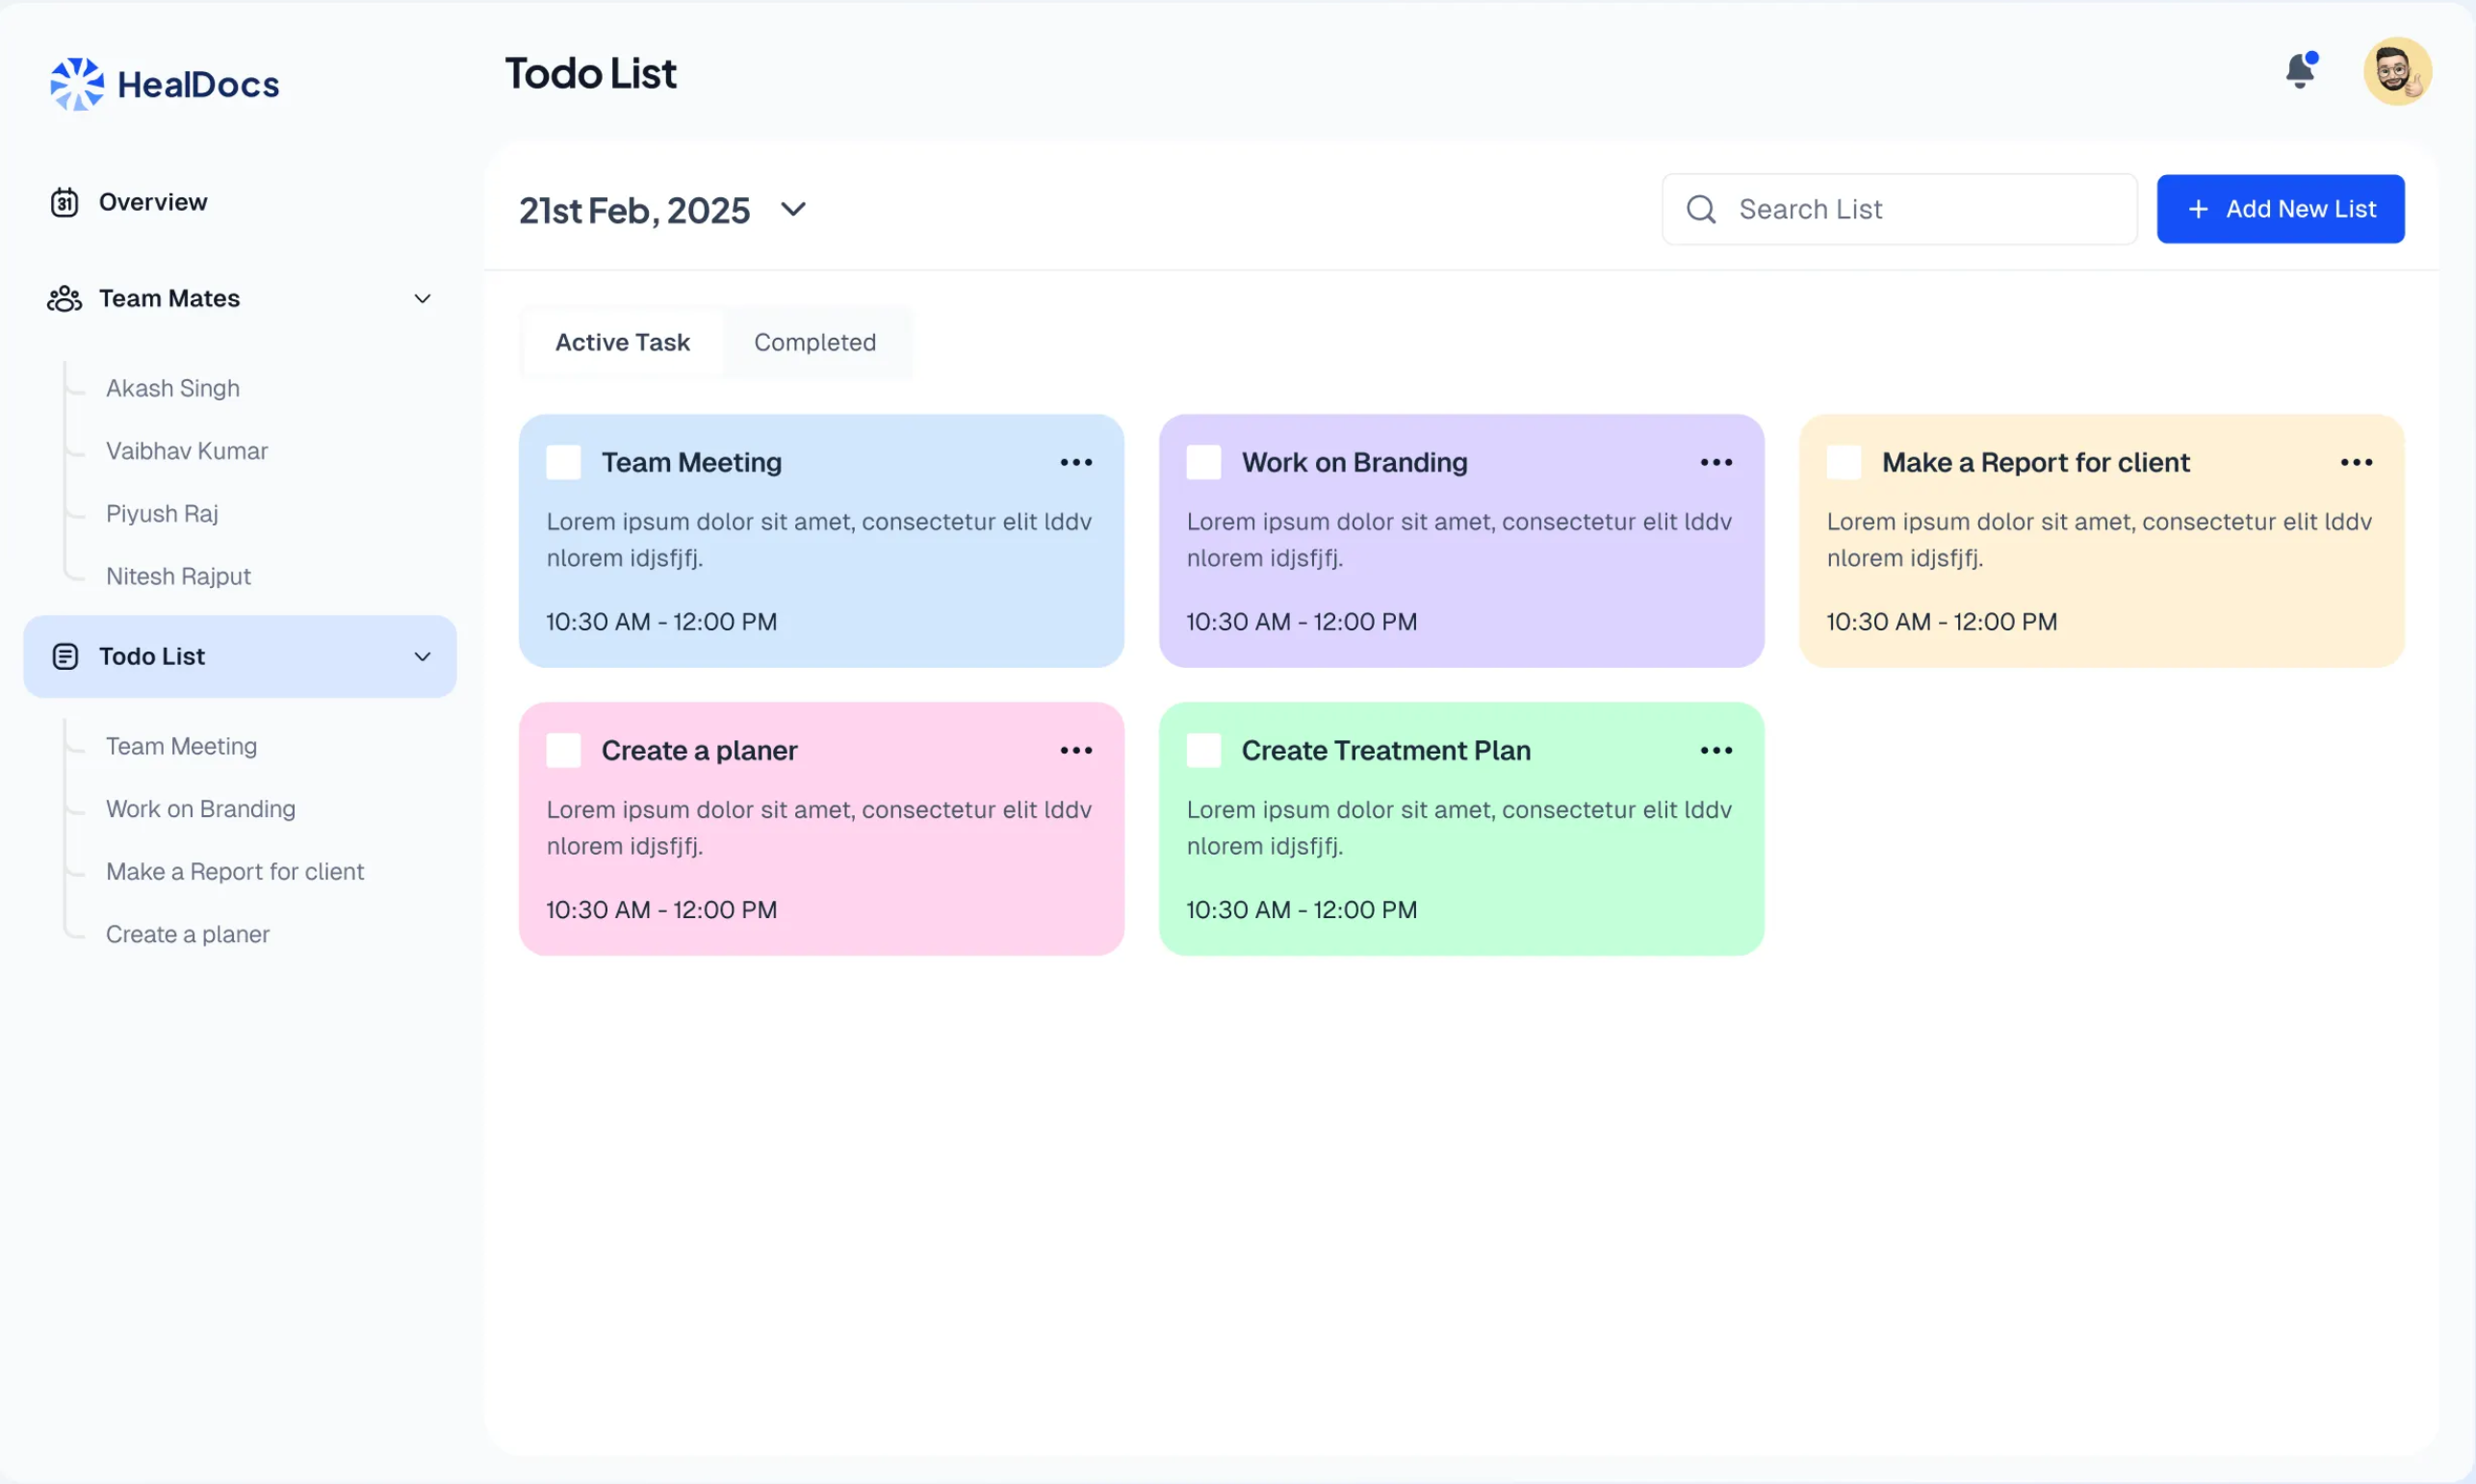 HealDocs
Todo List
31
Overview
Team Mates
Akash Singh
Vaibhav Kumar
Piyush Raj
Nitesh Rajput
Todo List
Team Meeting
Work on Branding
Make a Report for client
Create a planer
21st Feb, 2025
Search List
+ Add New List
Active Task
Completed
Team Meeting
Lorem ipsum dolor sit amet, consectetur elit lddv
nlorem idjsfjfj.
10:30 AM - 12:00 PM
Work on Branding
Lorem ipsum dolor sit amet, consectetur elit lddv
nlorem idjsfjfj.
10:30 AM - 12:00 PM
Make a Report for client
Lorem ipsum dolor sit amet, consectetur elit lddv
nlorem idjsfjfj.
10:30 AM - 12:00 PM
Create a planer
Lorem ipsum dolor sit amet, consectetur elit lddv
nlorem idjsfjfj.
10:30 AM - 12:00 PM
Create Treatment Plan
Lorem ipsum dolor sit amet, consectetur elit lddv
nlorem idjsfjfj.
10:30 AM - 12:00 PM